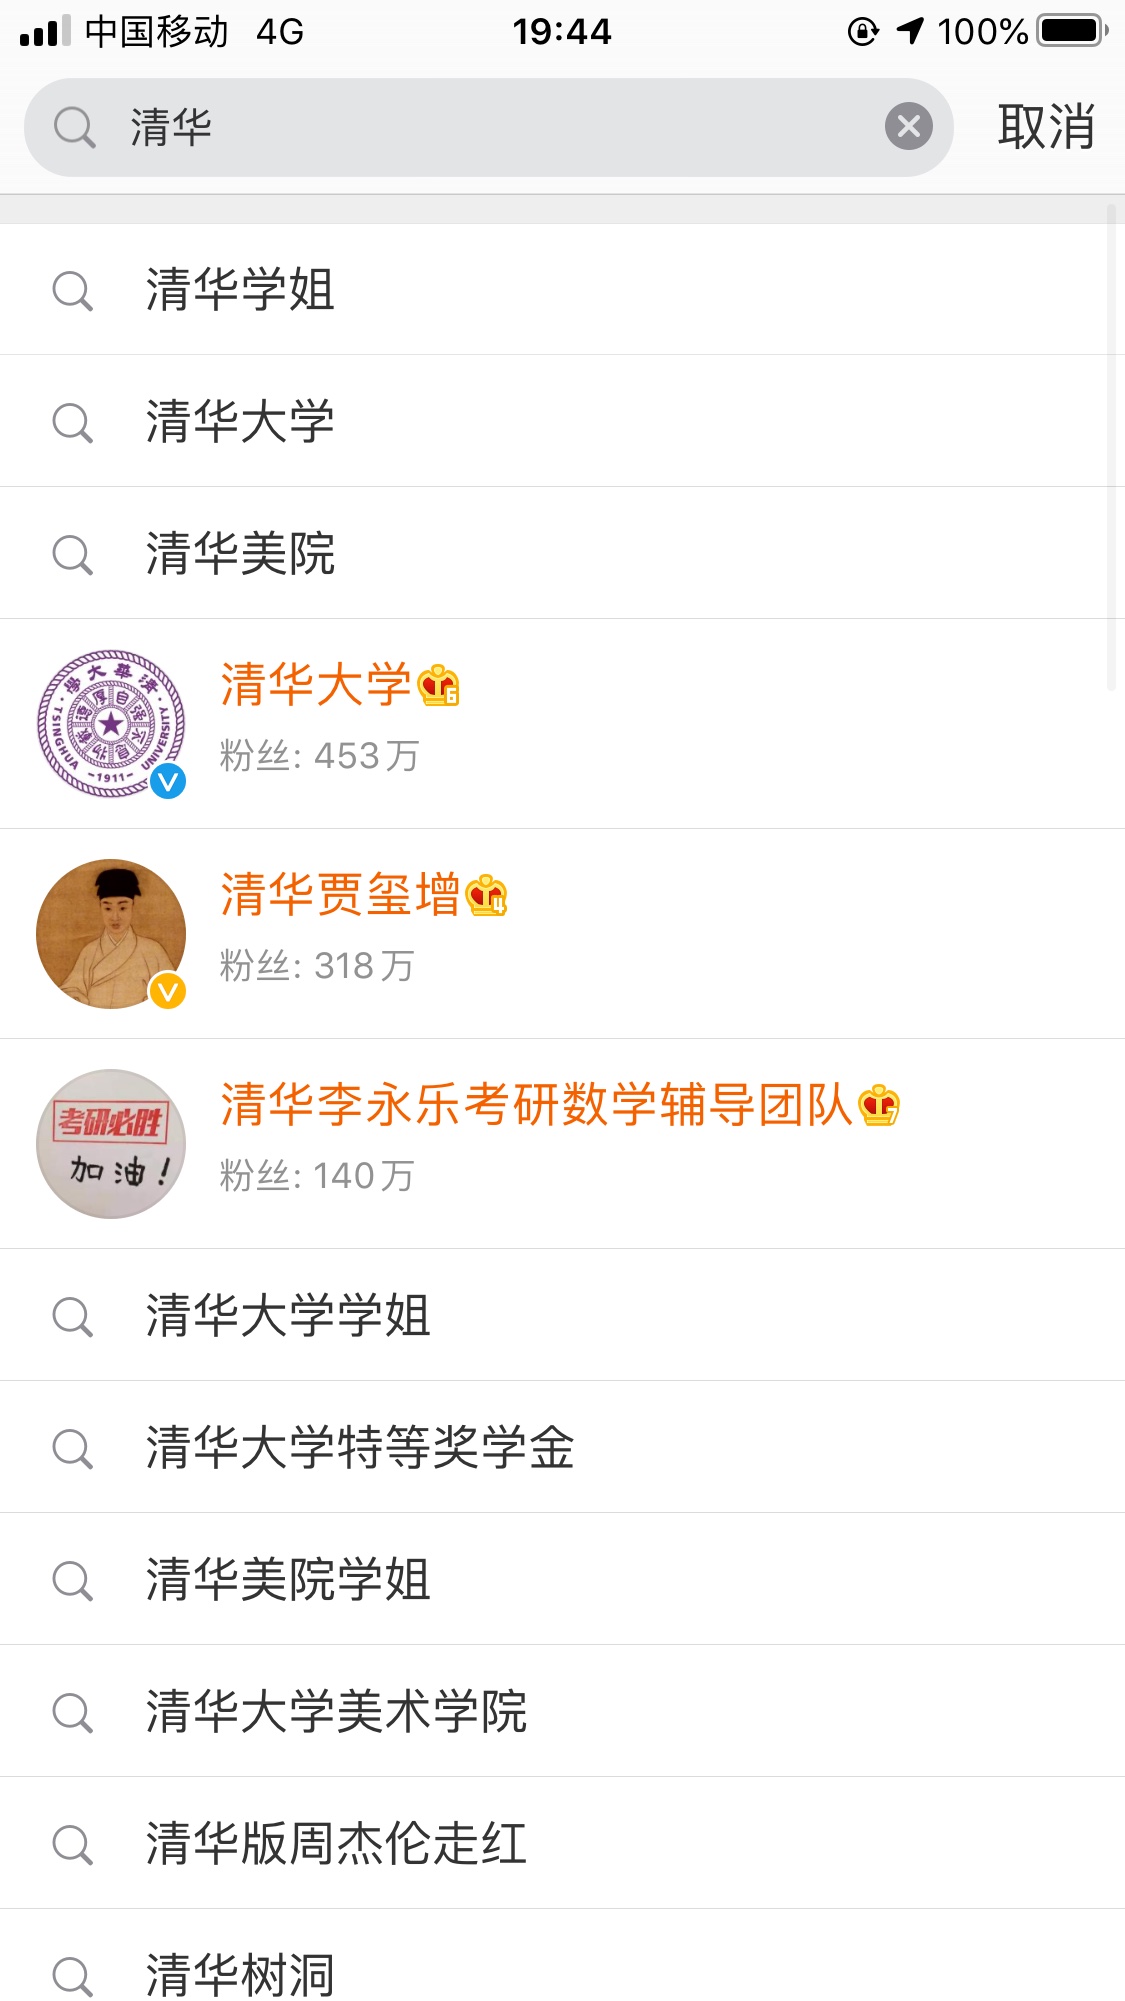 中国移动 4G 19:44 100%
清华 取消
清华学姐
清华大学
清华美院
清华大学
粉丝: 453万
清华贾玺增
粉丝: 318万
考研必胜
加油！
清华李永乐考研数学辅导团队
粉丝: 140万
清华大学学姐
清华大学特等奖学金
清华美院学姐
清华大学美术学院
清华版周杰伦走红
清华树洞